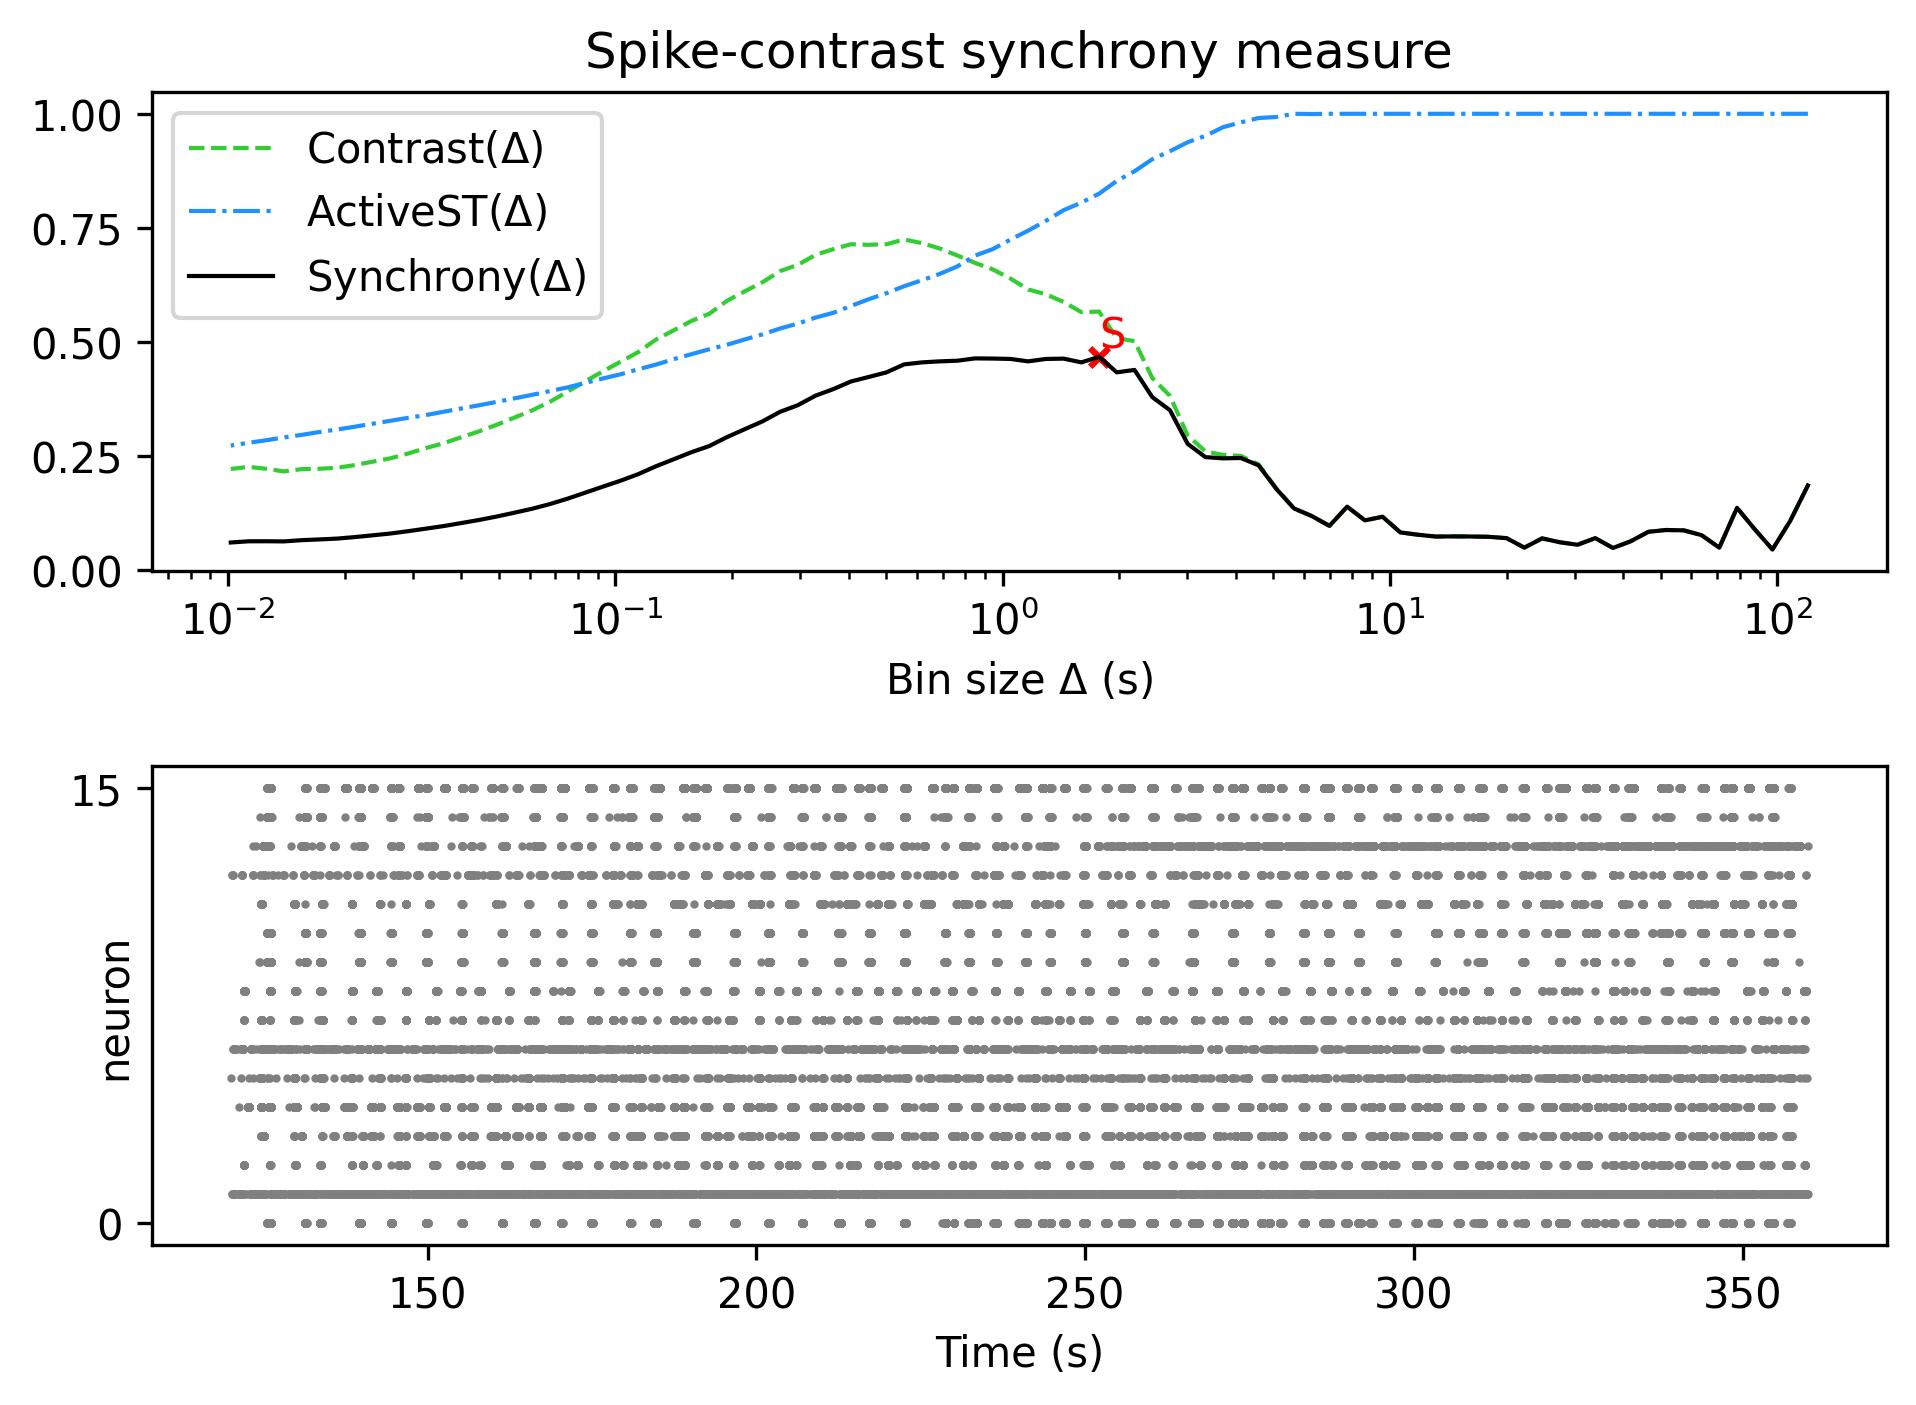 Spike-contrast synchrony measure
1.00
0.75
0.50
0.25
0.00
Contrast(Δ)
ActiveST(Δ)
Synchrony(Δ)
S
10⁻² 10⁻¹ 10⁰ 10¹ 10²
Bin size Δ (s)
15
0
neuron
150 200 250 300 350
Time (s)